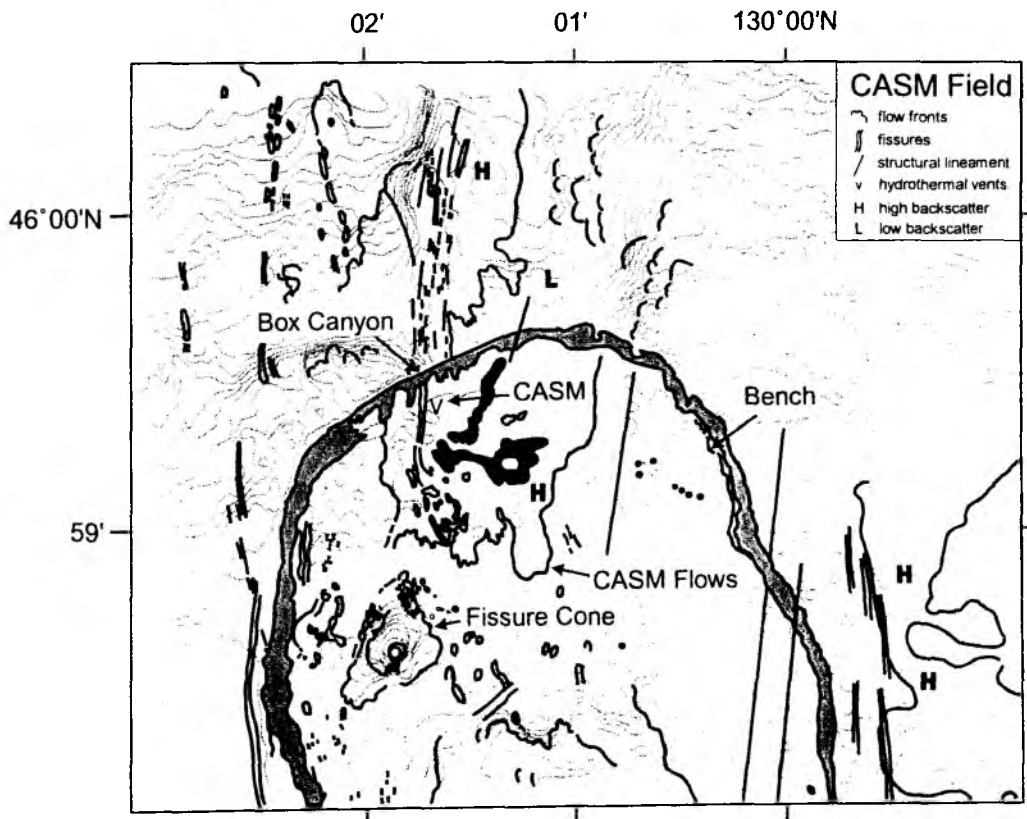 02'
01'
130°00'N
CASM Field
flow fronts
fissures
structural lineament
v hydrothermal vents
H high backscatter
L low backscatter
H
46°00'N
L
Box Canyon
V
CASM
Bench
H
59'
CASM Flows
H
Fissure Cone
H